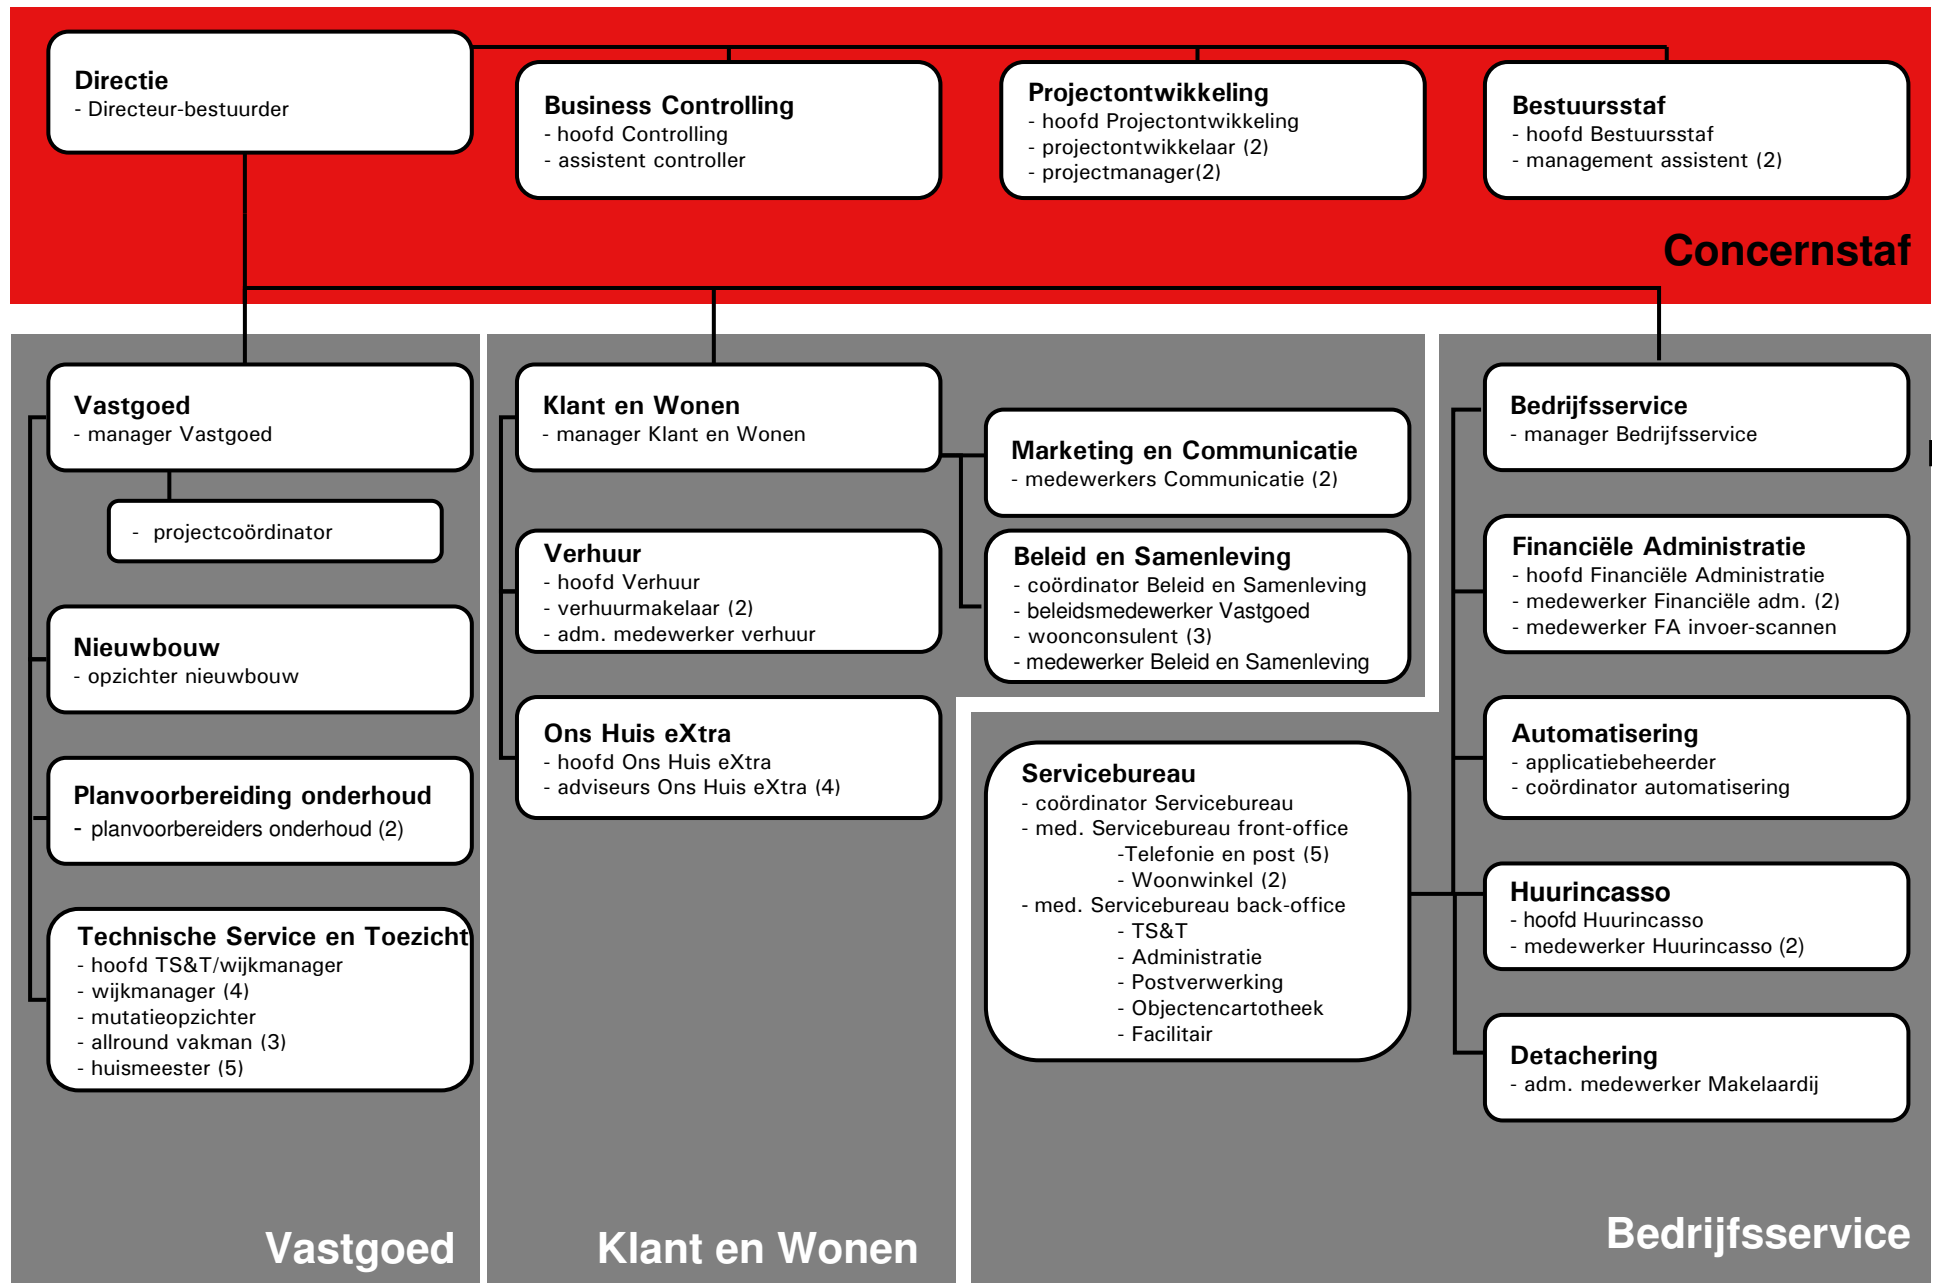 Directie
- Directeur-bestuurder
Business Controlling
- hoofd Controlling
- assistent controller
Projectontwikkeling
- hoofd Projectontwikkeling
- projectontwikkelaar (2)
- projectmanager(2)
Bestuursstaf
- hoofd Bestuursstaf
- management assistent (2)
Concernstaf
Vastgoed
- manager Vastgoed
- projectcoördinator
Nieuwbouw
- opzichter nieuwbouw
Planvoorbereiding onderhoud
- planvoorbereiders onderhoud (2)
Technische Service en Toezicht
- hoofd TS&T/wijkmanager
- wijkmanager (4)
- mutatieopzichter
- allround vakman (3)
- huismeester (5)
Vastgoed
Klant en Wonen
- manager Klant en Wonen
Marketing en Communicatie
- medewerkers Communicatie (2)
Verhuur
- hoofd Verhuur
- verhuurmakelaar (2)
- adm. medewerker verhuur
Beleid en Samenleving
- coördinator Beleid en Samenleving
- beleidsmedewerker Vastgoed
- woonconsulent (3)
- medewerker Beleid en Samenleving
Ons Huis eXtra
- hoofd Ons Huis eXtra
- adviseurs Ons Huis eXtra (4)
Klant en Wonen
Bedrijfsservice
- manager Bedrijfsservice
Financiële Administratie
- hoofd Financiële Administratie
- medewerker Financiële adm. (2)
- medewerker FA invoer-scannen
Automatisering
- applicatiebeheerder
- coördinator automatisering
Servicebureau
- coördinator Servicebureau
- med. Servicebureau front-office
-Telefonie en post (5)
- Woonwinkel (2)
- med. Servicebureau back-office
- TS&T
- Administratie
- Postverwerking
- Objectencartotheek
- Facilitair
Huurincasso
- hoofd Huurincasso
- medewerker Huurincasso (2)
Detachering
- adm. medewerker Makelaardij
Bedrijfsservice